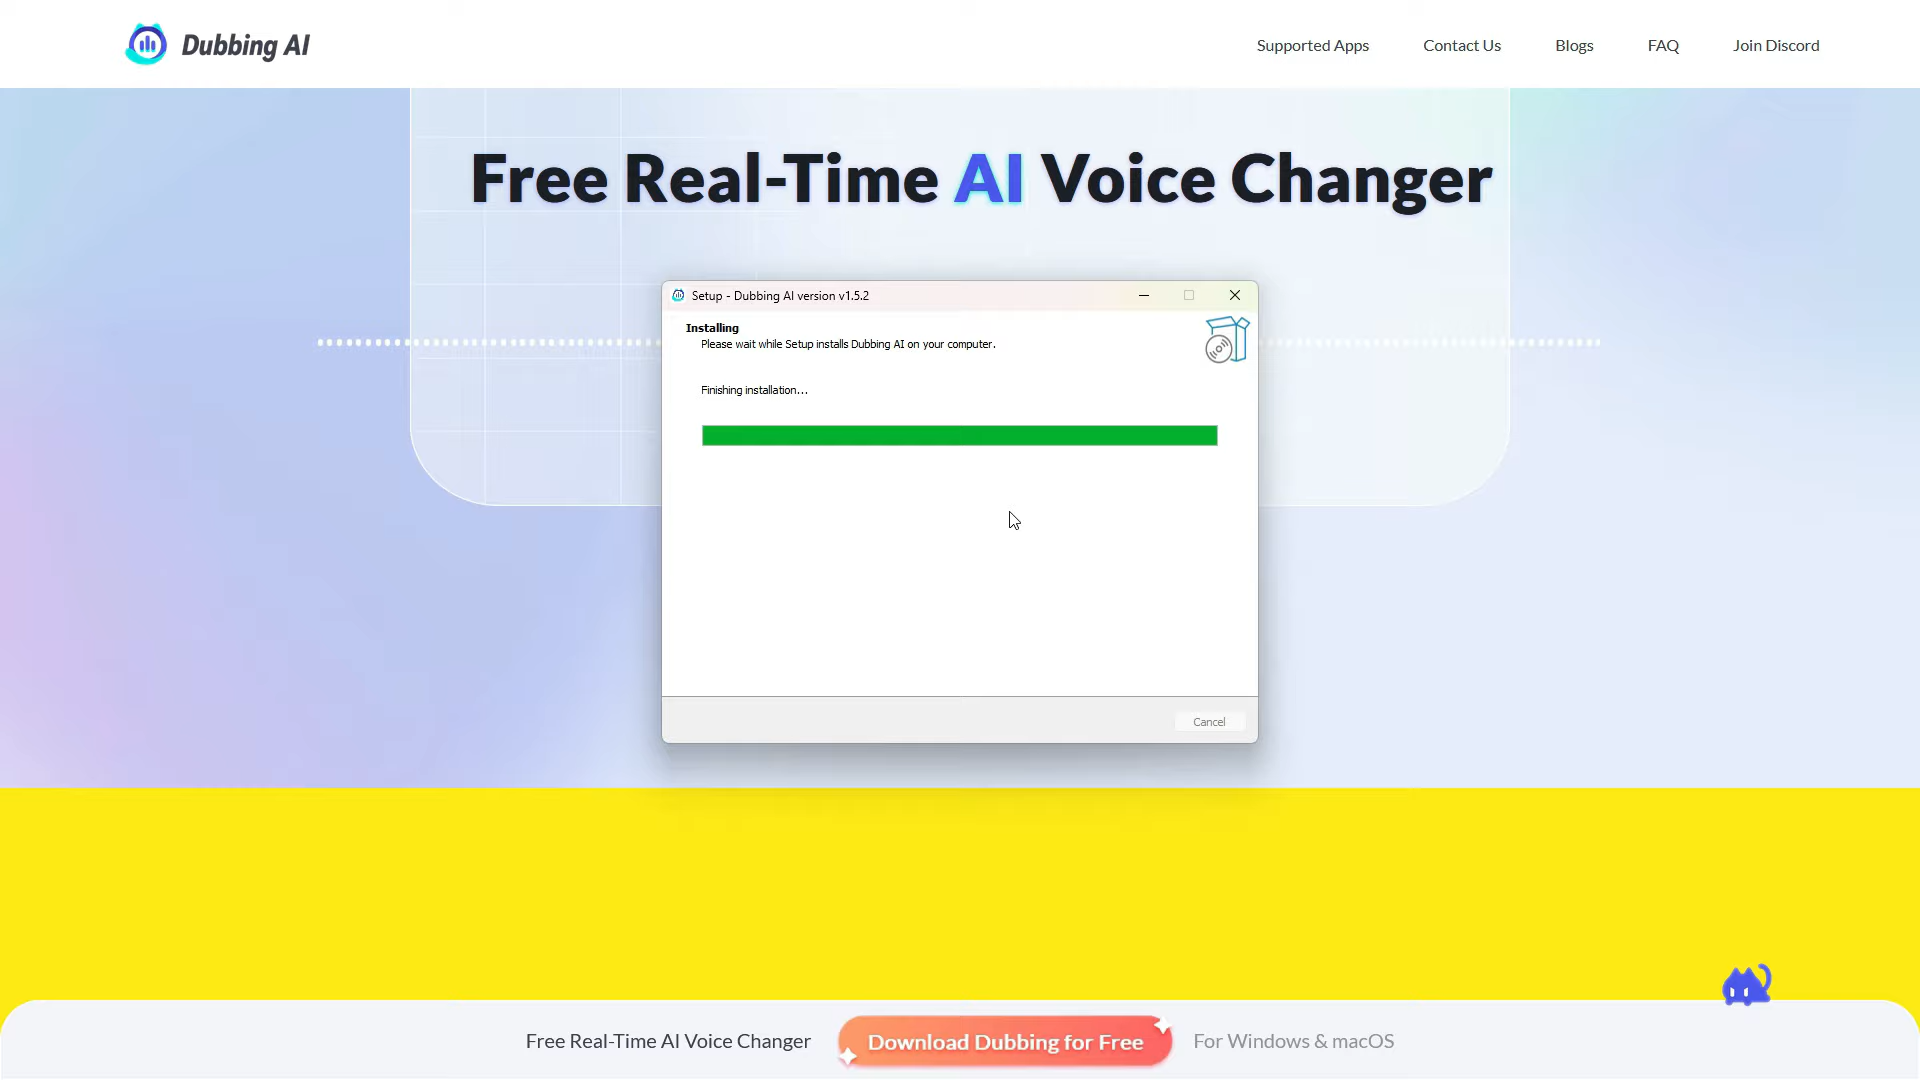 Dubbing AI
Supported Apps
Contact Us
Blogs
FAQ
Join Discord
Free Real-Time AI Voice Changer
Setup - Dubbing AI version v1.5.2
Installing
Please wait while Setup installs Dubbing AI on your computer.
Finishing installation...
Cancel
Free Real-Time AI Voice Changer
Download Dubbing for Free
For Windows & macOS